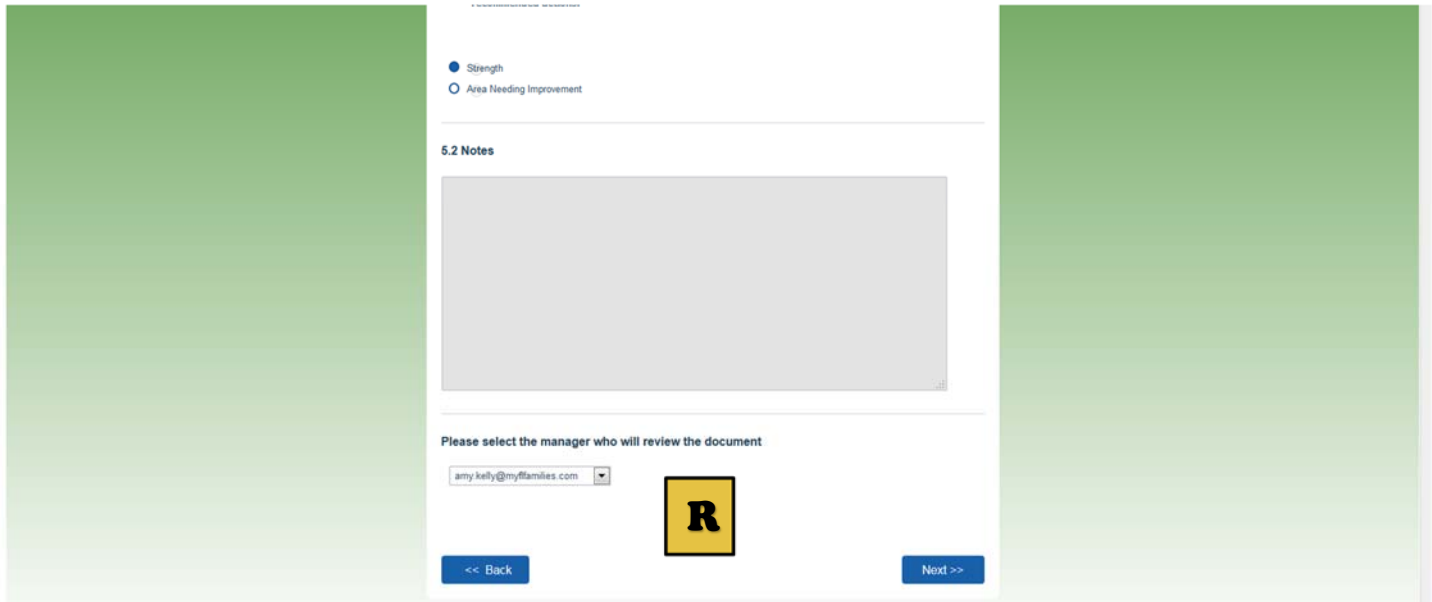 Strength
Area Needing Improvement
5.2 Notes
Please select the manager who will review the document
amy.kelly@myflfamilies.com
R
<< Back
Next >>